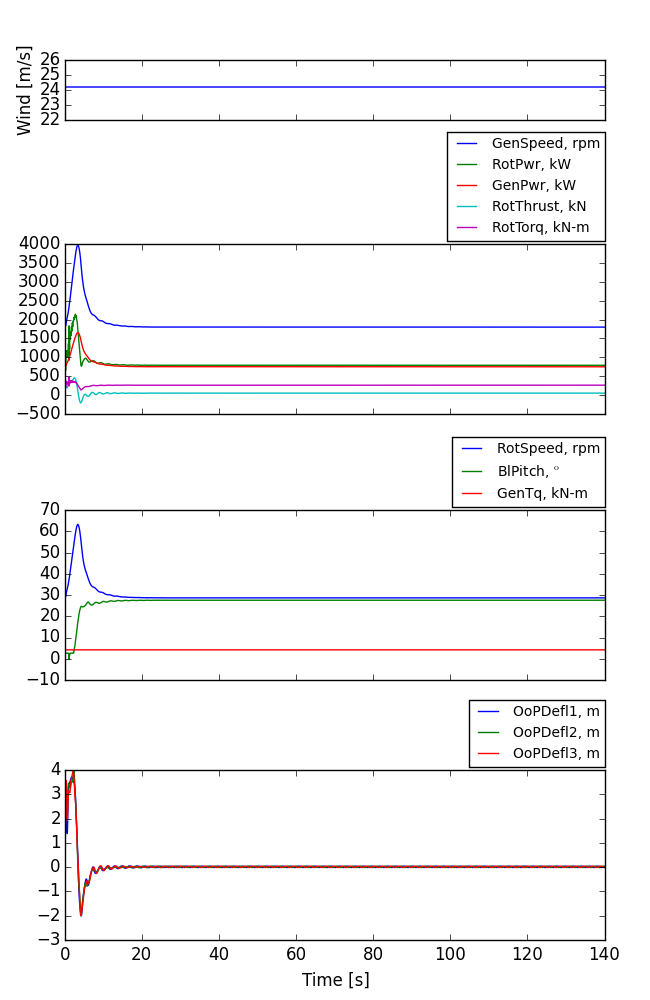 Wind [m/s]
26
25
24
23
22
GenSpeed, rpm
RotPwr, kW
GenPwr, kW
RotThrust, kN
RotTorq, kN-m
4000
3500
3000
2500
2000
1500
1000
500
0
−500
RotSpeed, rpm
BlPitch, °
GenTq, kN-m
70
60
50
40
30
20
10
0
−10
OoPDefl1, m
OoPDefl2, m
OoPDefl3, m
4
3
2
1
0
−1
−2
−3
0 20 40 60 80 100 120 140
Time [s]